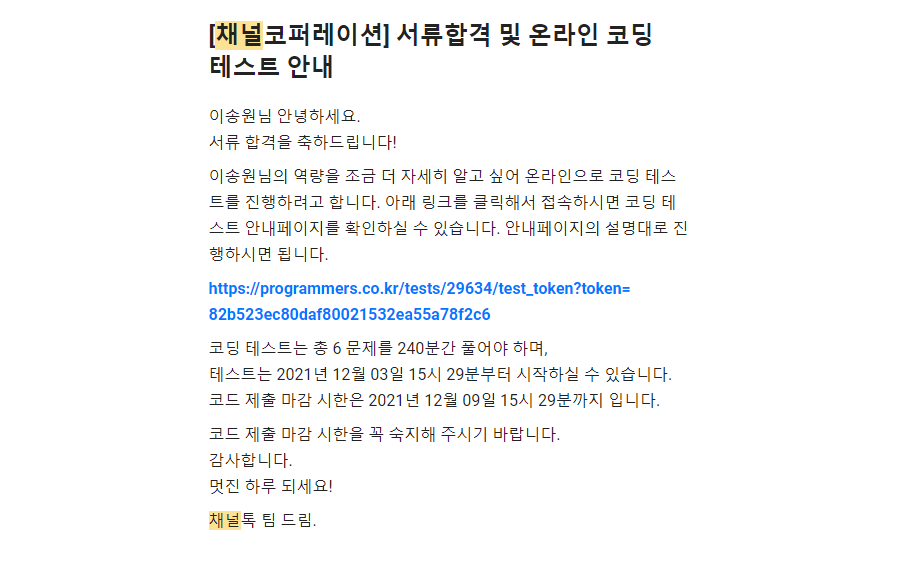 [채널코퍼레이션] 서류합격 및 온라인 코딩
테스트 안내
이송원님 안녕하세요.
서류 합격을 축하드립니다!
이송원님의 역량을 조금 더 자세히 알고 싶어 온라인으로 코딩 테스
트를 진행하려고 합니다. 아래 링크를 클릭해서 접속하시면 코딩 테
스트 안내페이지를 확인하실 수 있습니다. 안내페이지의 설명대로 진
행하시면 됩니다.
https://programmers.co.kr/tests/29634/test_token?token=
82b523ec80daf80021532ea55a78f2c6
코딩 테스트는 총 6 문제를 240분간 풀어야 하며,
테스트는 2021년 12월 03일 15시 29분부터 시작하실 수 있습니다.
코드 제출 마감 시한은 2021년 12월 09일 15시 29분까지 입니다.
코드 제출 마감 시한을 꼭 숙지해 주시기 바랍니다.
감사합니다.
멋진 하루 되세요!
채널톡 팀 드림.